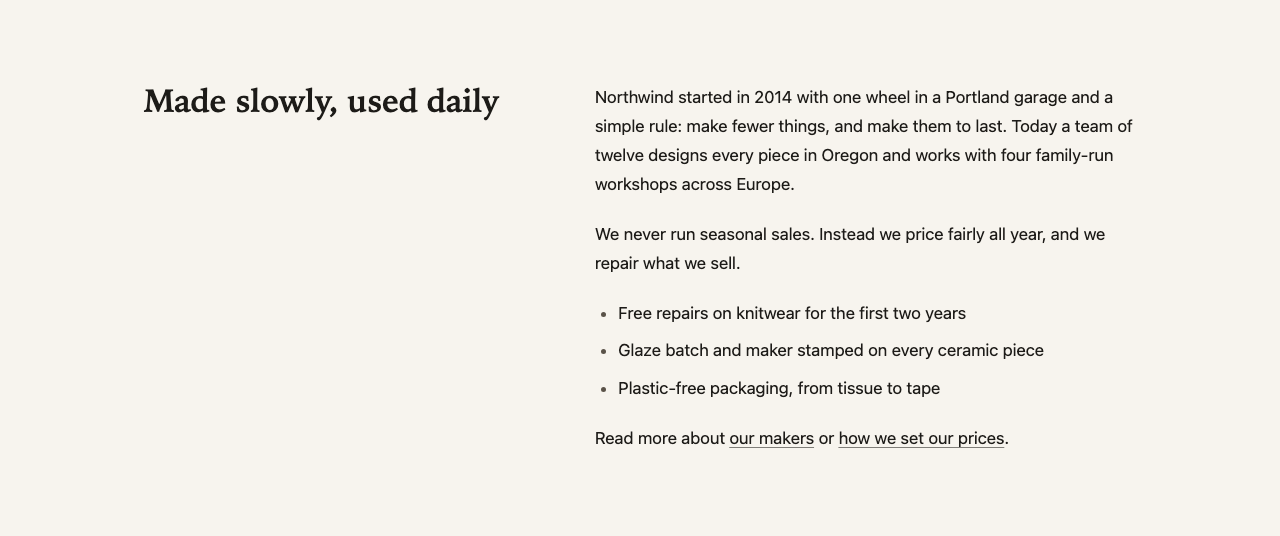 Made slowly, used daily
Northwind started in 2014 with one wheel in a Portland garage and a
simple rule: make fewer things, and make them to last. Today a team of
twelve designs every piece in Oregon and works with four family-run
workshops across Europe.
We never run seasonal sales. Instead we price fairly all year, and we
repair what we sell.
• Free repairs on knitwear for the first two years
• Glaze batch and maker stamped on every ceramic piece
• Plastic-free packaging, from tissue to tape
Read more about our makers or how we set our prices.